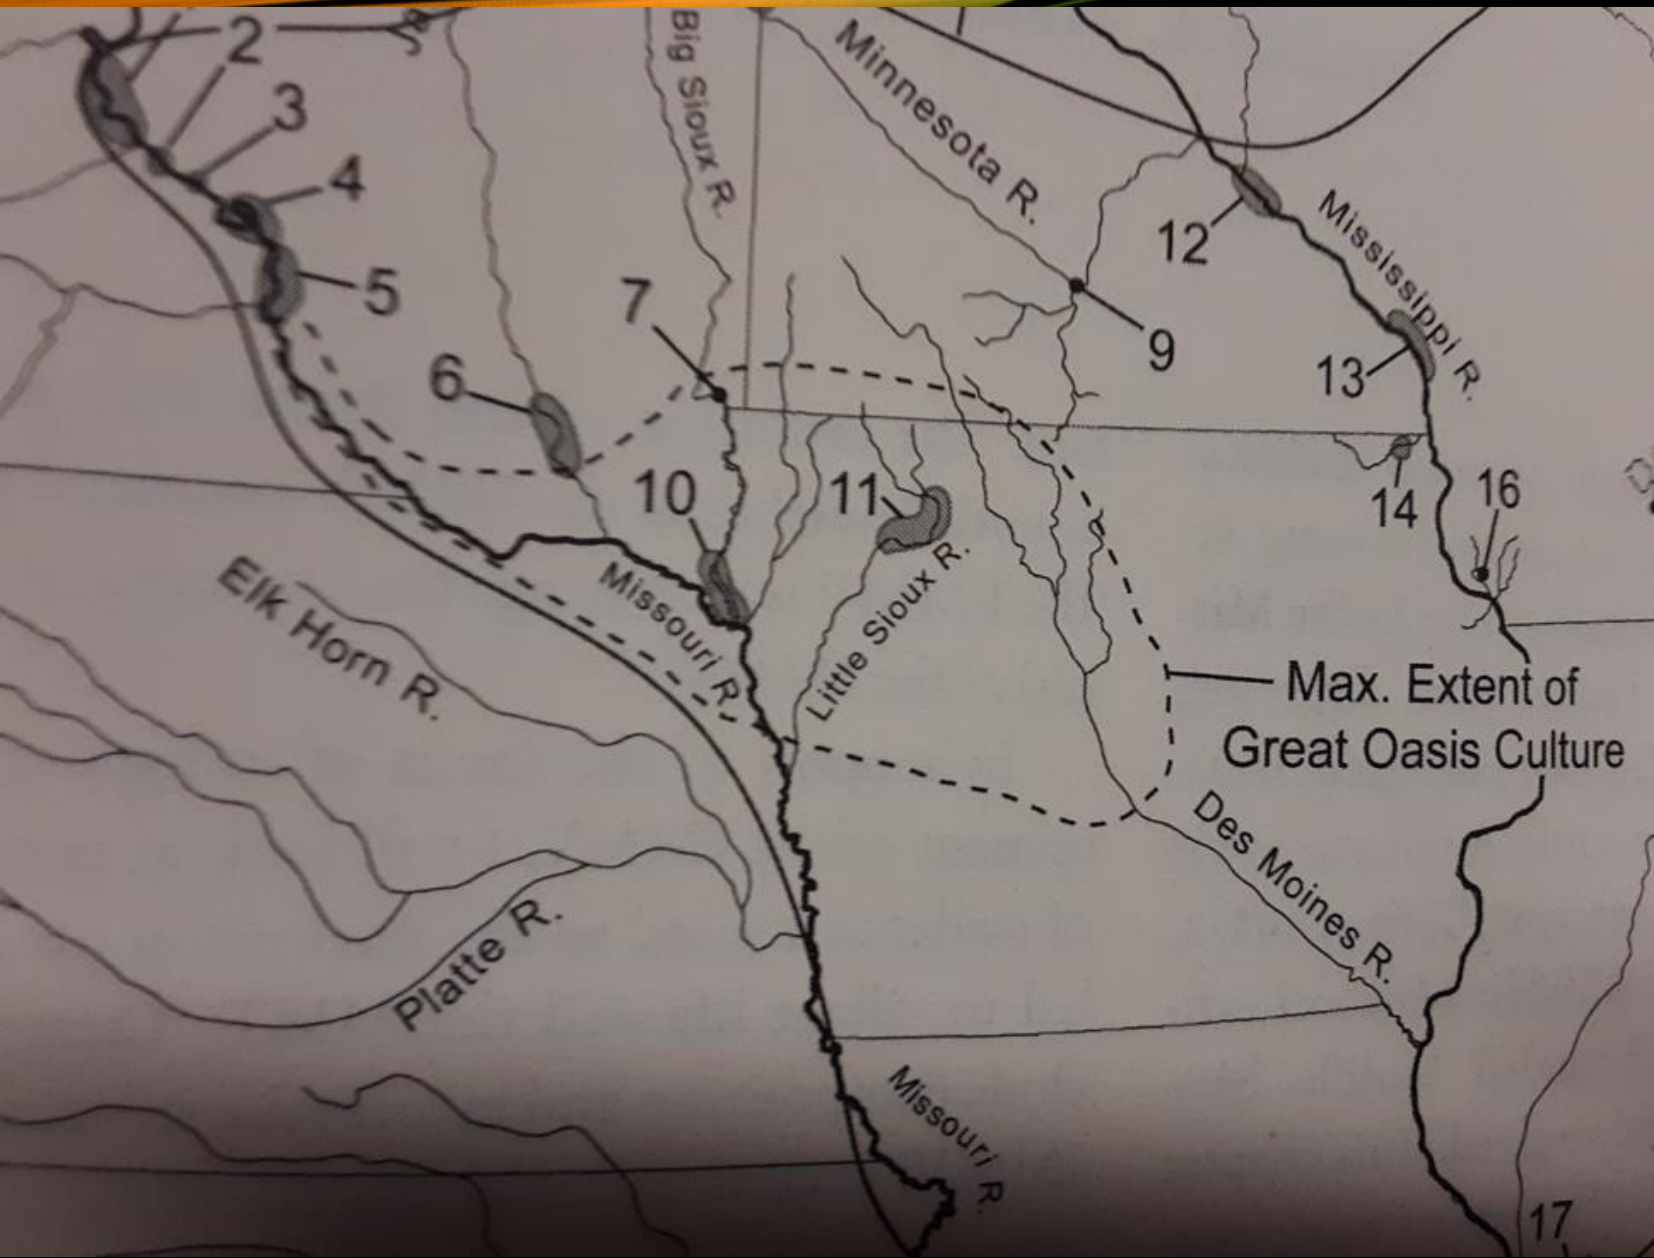 2
3
4
5
Big Sioux R.
Minnesota R.
Mississippi R.
12
7
9
6
13
10
11
14
16
Elk Horn R.
Missouri R.
Little Sioux R.
Max. Extent of
Great Oasis Culture
Des Moines R.
Platte R.
Missouri R.
17